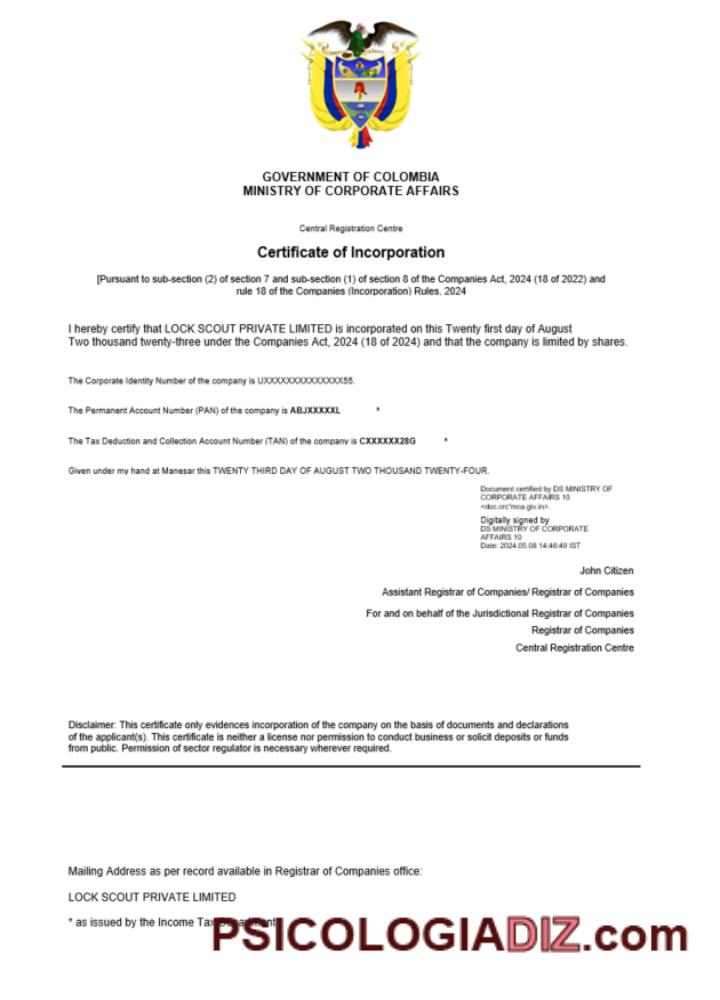 GOVERNMENT OF COLOMBIA
MINISTRY OF CORPORATE AFFAIRS
Central Registration Centre
Certificate of Incorporation
[Pursuant to sub-section (2) of section 7 and sub-section (1) of section 8 of the Companies Act, 2024 (18 of 2022) and
rule 18 of the Companies (Incorporation) Rules, 2024
I hereby certify that LOCK SCOUT PRIVATE LIMITED is incorporated on this Twenty first day of August
Two thousand twenty-three under the Companies Act, 2024 (18 of 2024) and that the company is limited by shares.
The Corporate Identity Number of the company is UXXXXXXXXXXXXXX55.
The Permanent Account Number (PAN) of the company is ABJXXXXXL *
The Tax Deduction and Collection Account Number (TAN) of the company is CXXXXXX28G *
Given under my hand at Manesar this TWENTY THIRD DAY OF AUGUST TWO THOUSAND TWENTY-FOUR.
Document certified by DS MINISTRY OF
CORPORATE AFFAIRS 10
<doc.crc"mca.giv.in>.
Digitally signed by
DS MINISTRY OF CORPORATE
AFFAIRS 10
Date: 2024.05.08 14:46:49 IST
John Citizen
Assistant Registrar of Companies/ Registrar of Companies
For and on behalf of the Jurisdictional Registrar of Companies
Registrar of Companies
Central Registration Centre
Disclaimer: This certificate only evidences incorporation of the company on the basis of documents and declarations
of the applicant(s). This certificate is neither a license nor permission to conduct business or solicit deposits or funds
from public. Permission of sector regulator is necessary wherever required.
Mailing Address as per record available in Registrar of Companies office:
LOCK SCOUT PRIVATE LIMITED
* as issued by the Income Tax Department
PSICOLOGIADIZ.com